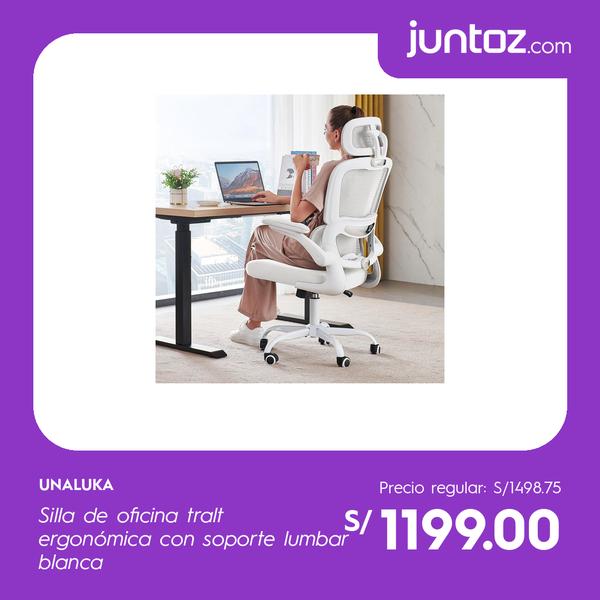 juntoz.com
UNALUKA
Silla de oficina tralt
ergonómica con soporte lumbar
blanca
Precio regular: S/1498.75
S/ 1199.00